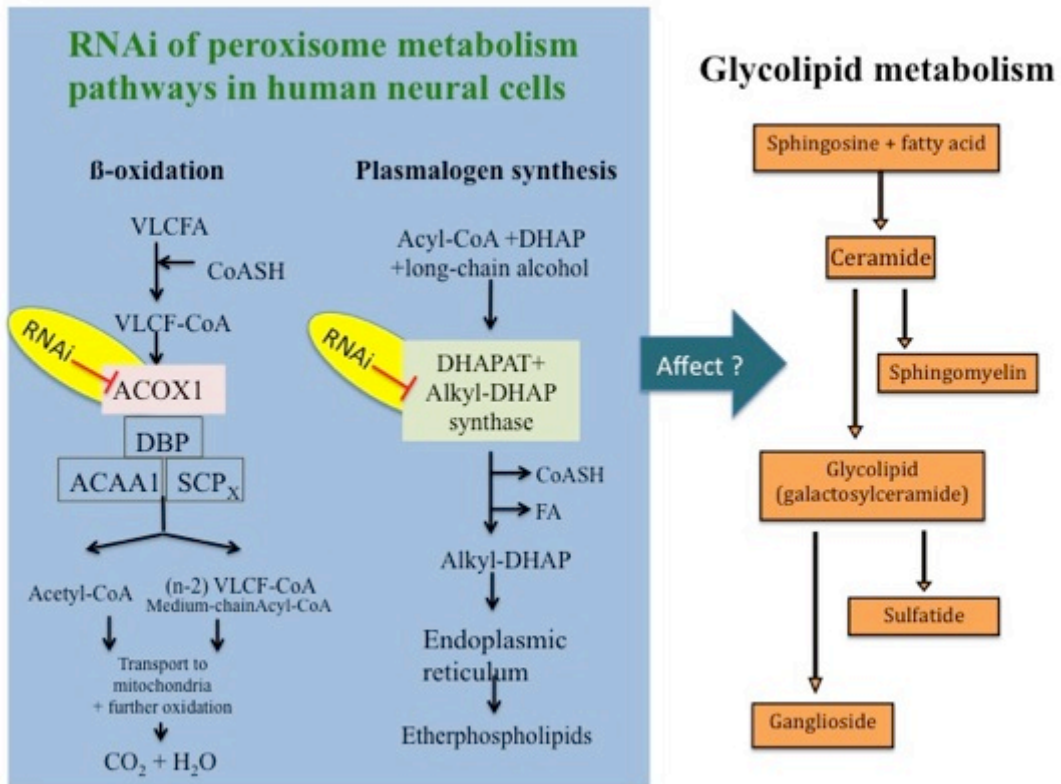 RNAi of peroxisome metabolism
pathways in human neural cells
ß-oxidation
VLCFA
CoASH
VLCF-CoA
RNAi
ACOX1
DBP
ACAA1
SCPX
Acetyl-CoA
(n-2) VLCF-CoA
Medium-chainAcyl-CoA
Transport to
mitochondria
+ further oxidation
CO2 + H2O
Plasmalogen synthesis
Acyl-CoA +DHAP
+long-chain alcohol
RNAi
DHAPAT+
Alkyl-DHAP
synthase
CoASH
FA
Alkyl-DHAP
Endoplasmic
reticulum
Etherphospholipids
Affect ?
Glycolipid metabolism
Sphingosine + fatty acid
Ceramide
Sphingomyelin
Glycolipid
(galactosylceramide)
Sulfatide
Ganglioside